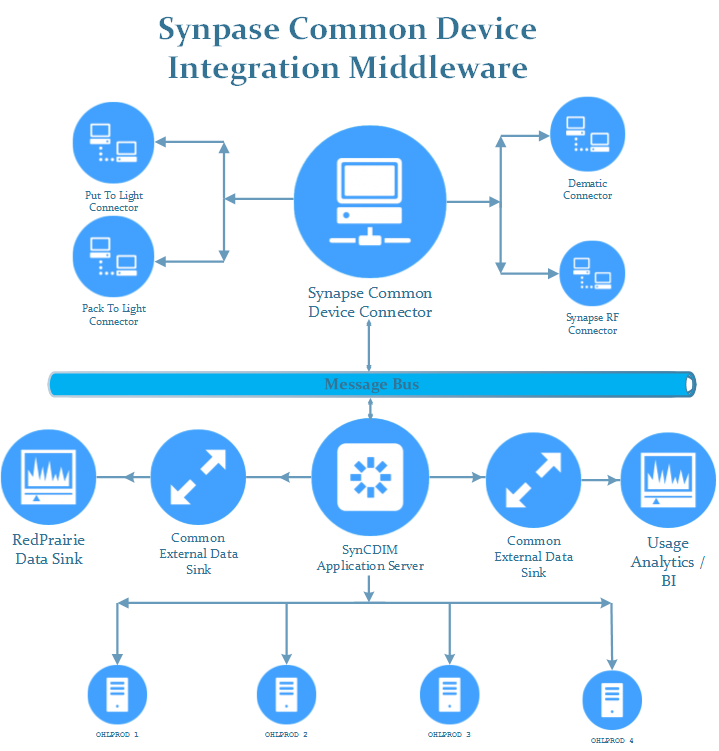 Synpase Common Device
Integration Middleware
Put To Light
Connector
Dematic
Connector
Pack To Light
Connector
Synapse Common
Device Connector
Synapse RF
Connector
Message Bus
RedPrairie
Data Sink
Common
External Data
Sink
SynCDIM
Application Server
Common
External Data
Sink
Usage
Analytics /
BI
OHLPROD 1
OHLPROD 2
OHLPROD 3
OHLPROD 4